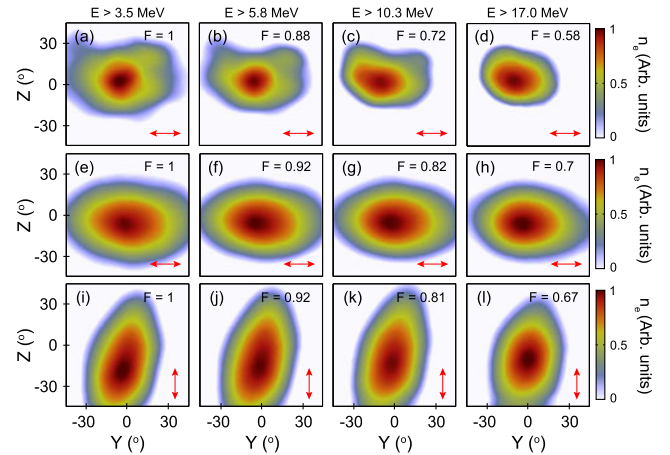 E > 3.5 MeV E > 5.8 MeV E > 10.3 MeV E > 17.0 MeV
(a) F = 1 (b) F = 0.88 (c) F = 0.72 (d) F = 0.58
30
0
-30
Z (°)
1
0.5
0
n_e (Arb. units)
(e) F = 1 (f) F = 0.92 (g) F = 0.82 (h) F = 0.7
30
0
-30
Z (°)
1
0.5
0
n_e (Arb. units)
(i) F = 1 (j) F = 0.92 (k) F = 0.81 (l) F = 0.67
30
0
-30
Z (°)
1
0.5
0
n_e (Arb. units)
-30 0 30 -30 0 30 -30 0 30 -30 0 30
Y (°) Y (°) Y (°) Y (°)